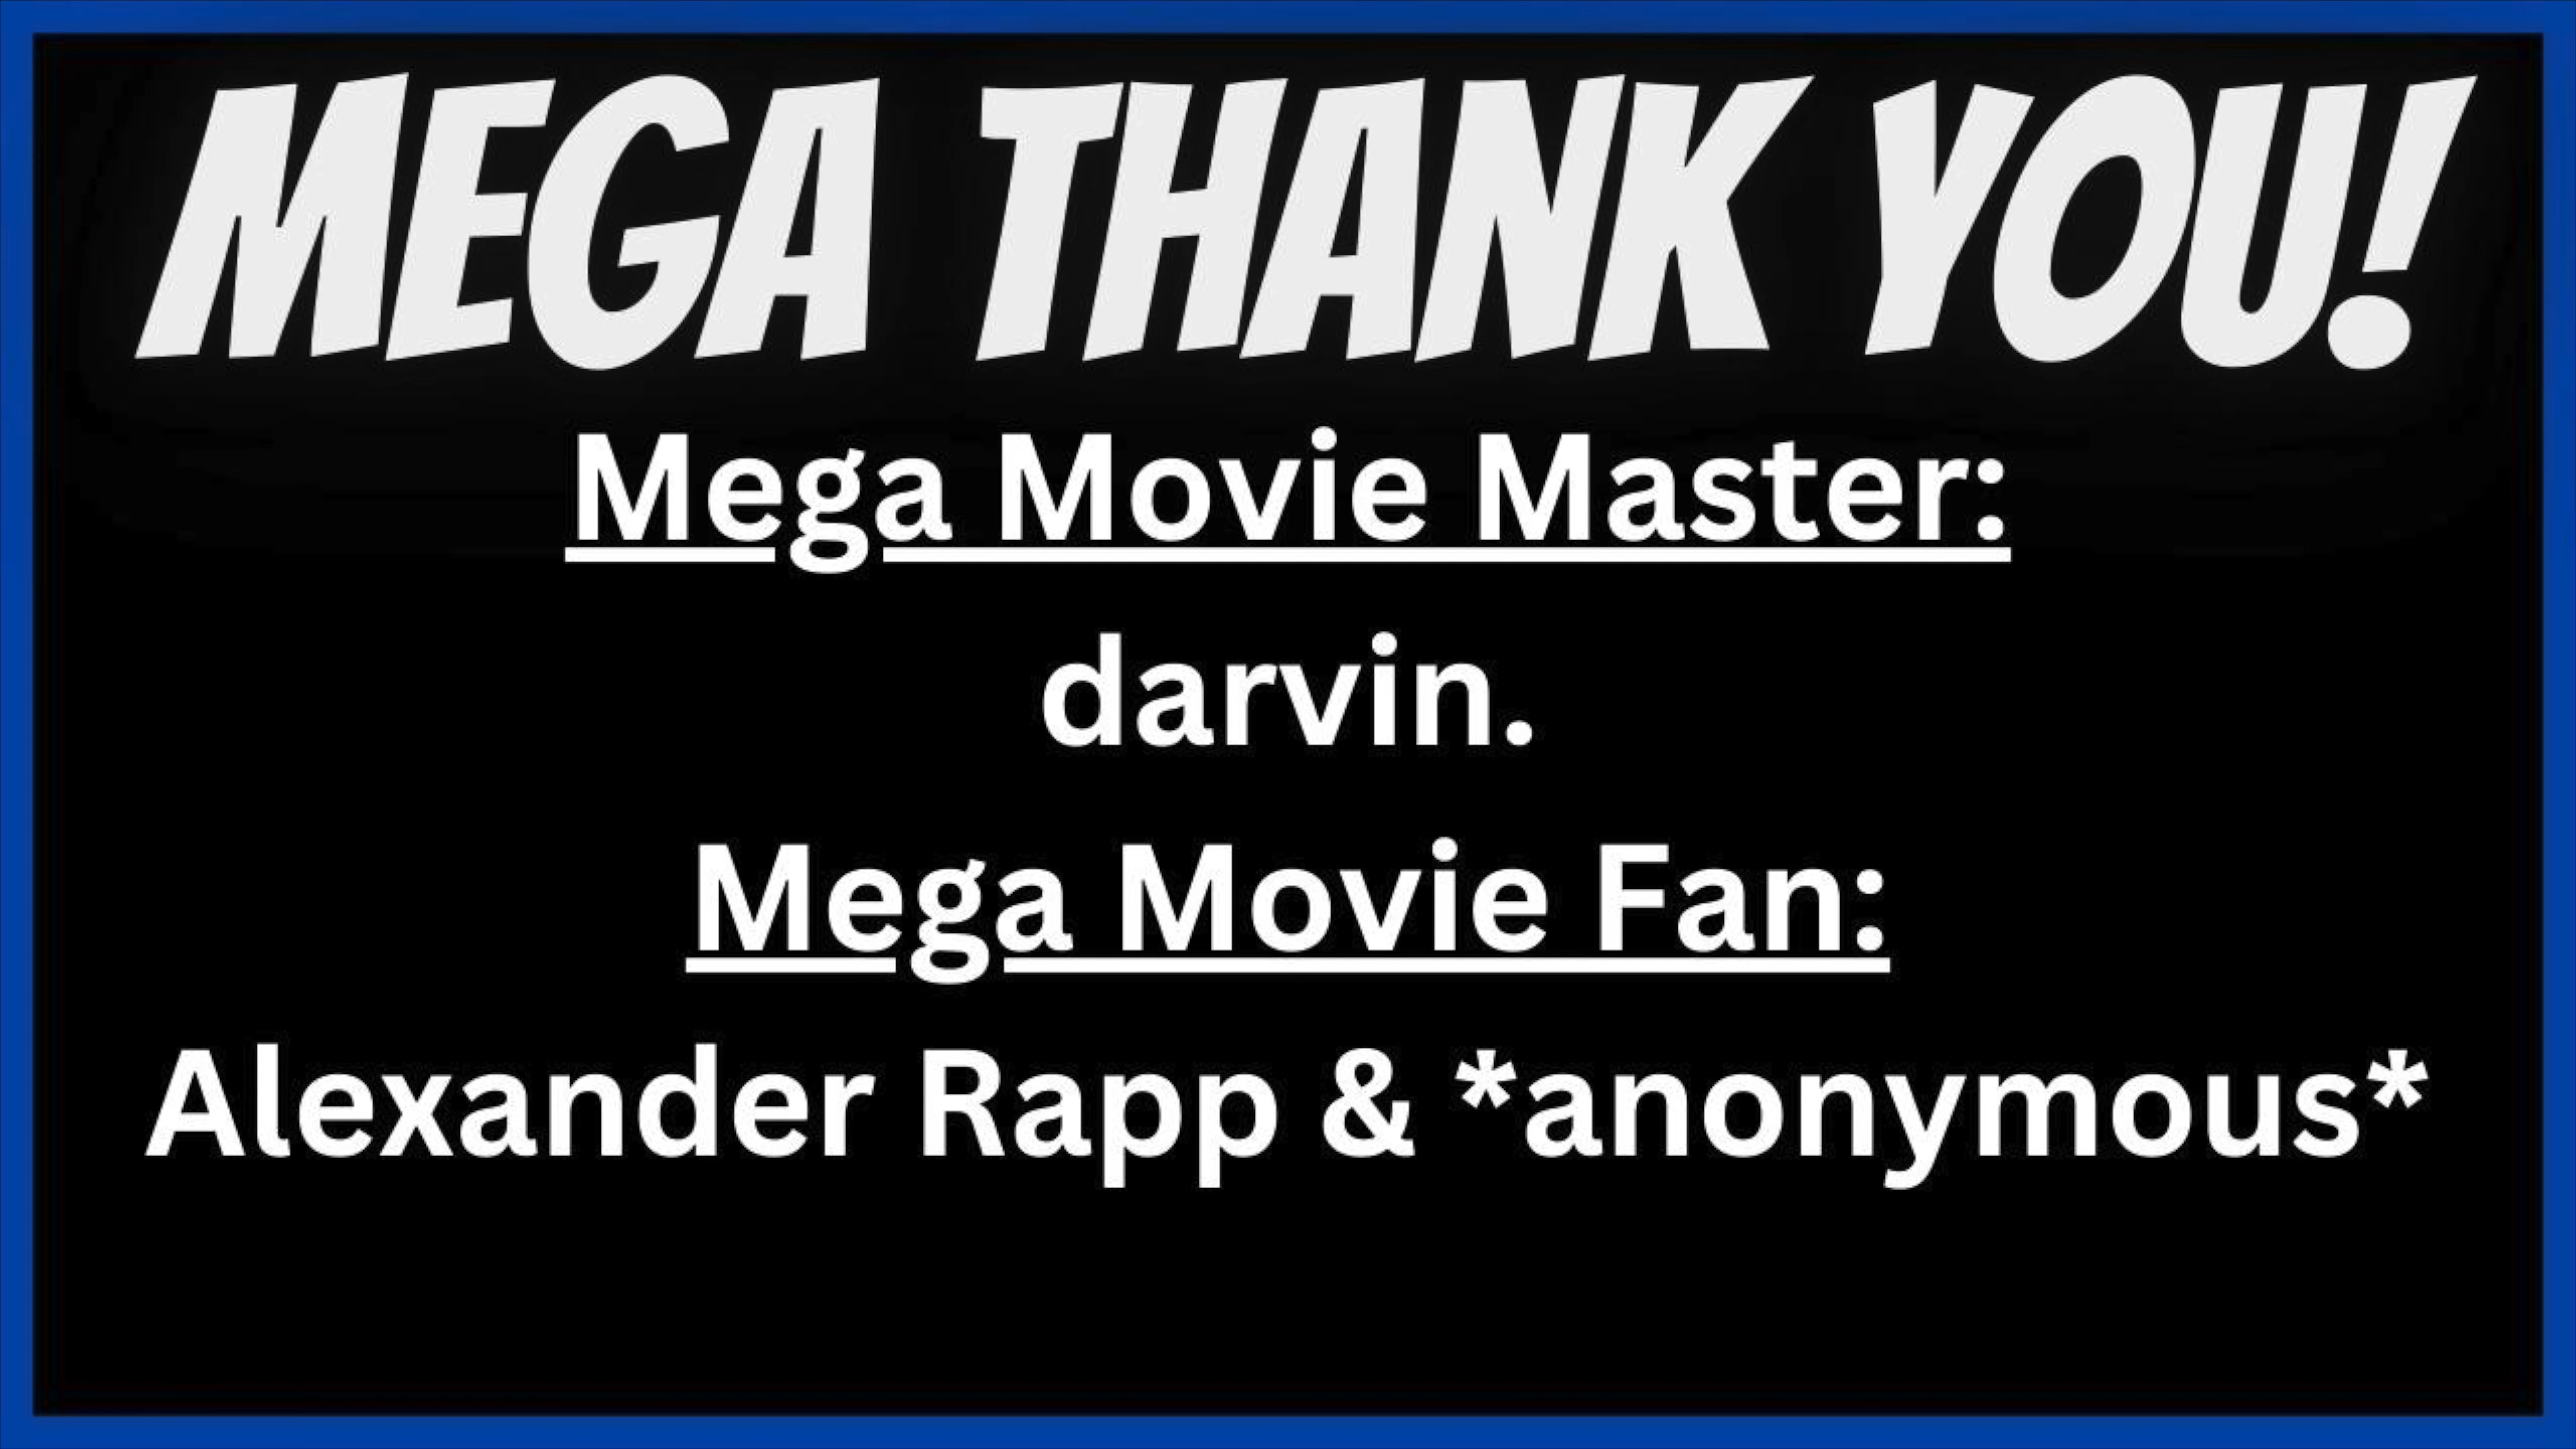 MEGA THANK YOU!
Mega Movie Master:
darvin.
Mega Movie Fan:
Alexander Rapp & *anonymous*